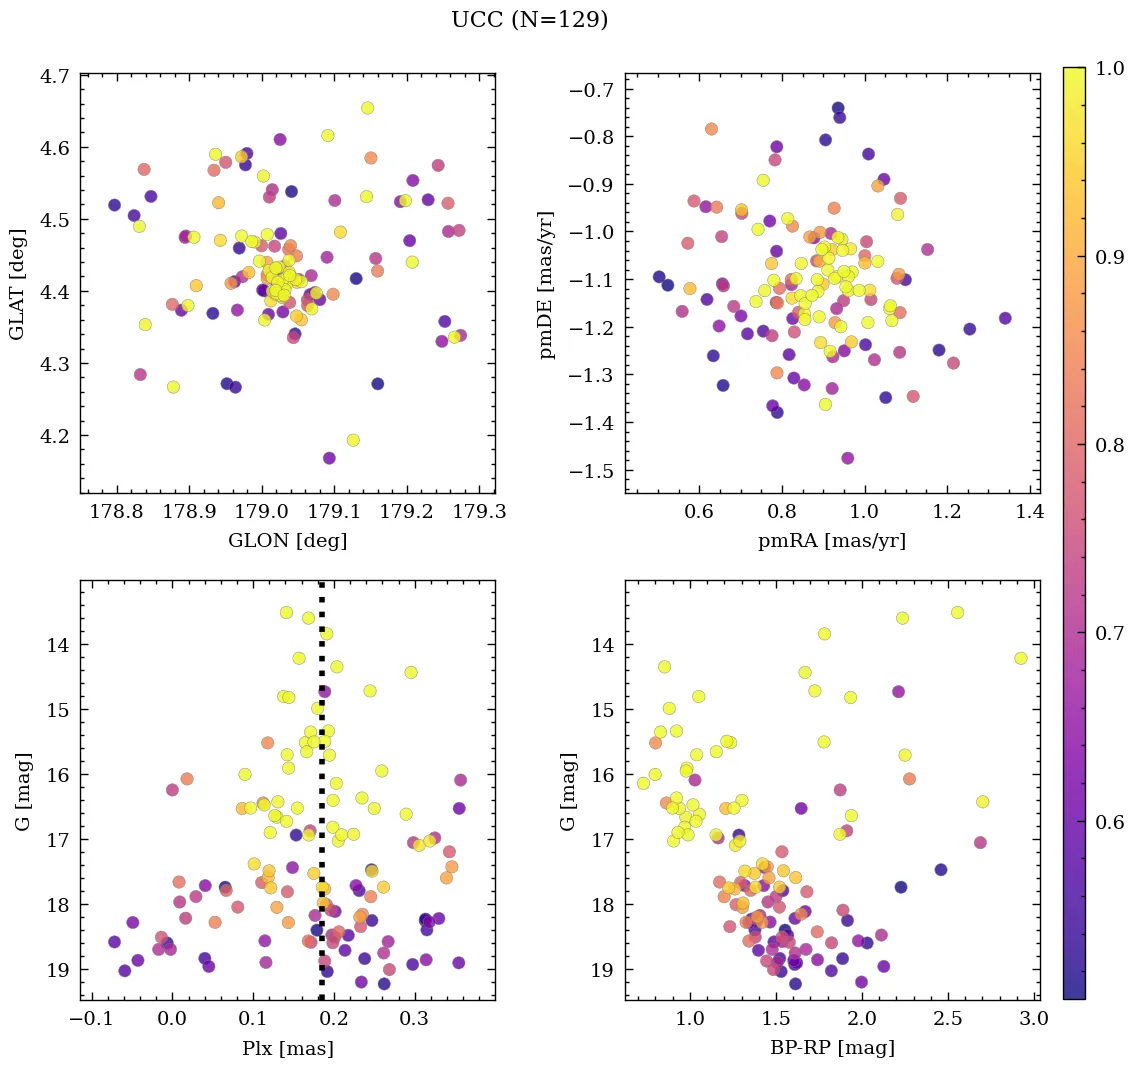 UCC (N=129)
4.7
4.6
4.5
4.4
4.3
4.2
GLAT [deg]
178.8 178.9 179.0 179.1 179.2 179.3
GLON [deg]
−0.7
−0.8
−0.9
−1.0
−1.1
−1.2
−1.3
−1.4
−1.5
pmDE [mas/yr]
0.6 0.8 1.0 1.2 1.4
pmRA [mas/yr]
1.0
0.9
0.8
0.7
0.6
14
15
16
17
18
19
G [mag]
−0.1 0.0 0.1 0.2 0.3
Plx [mas]
14
15
16
17
18
19
G [mag]
1.0 1.5 2.0 2.5 3.0
BP-RP [mag]